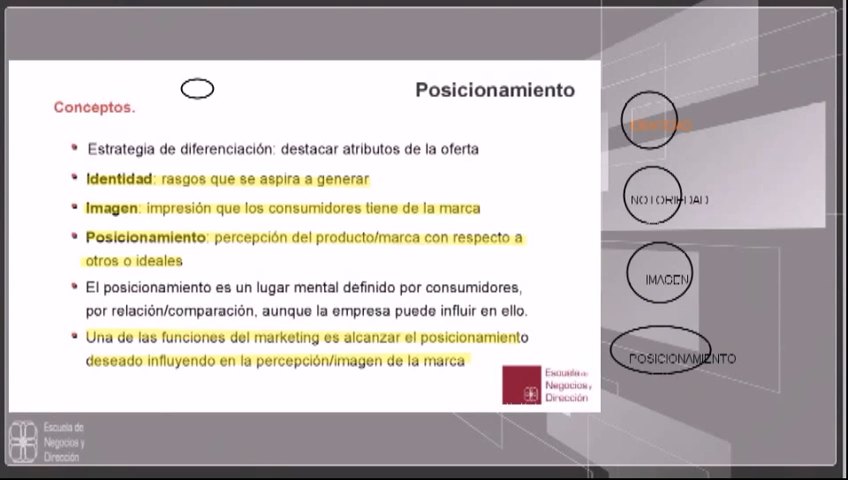 Posicionamiento
Conceptos.
Estrategia de diferenciación: destacar atributos de la oferta
Identidad: rasgos que se aspira a generar
Imagen: impresión que los consumidores tiene de la marca
Posicionamiento: percepción del producto/marca con respecto a
otros o ideales
El posicionamiento es un lugar mental definido por consumidores,
por relación/comparación, aunque la empresa puede influir en ello.
Una de las funciones del marketing es alcanzar el posicionamiento
deseado influyendo en la percepción/imagen de la marca
Escuela de
Negocios y
Dirección
NOTORIEDAD
IMAGEN
POSICIONAMIENTO
Escuela de
Negocios y
Dirección